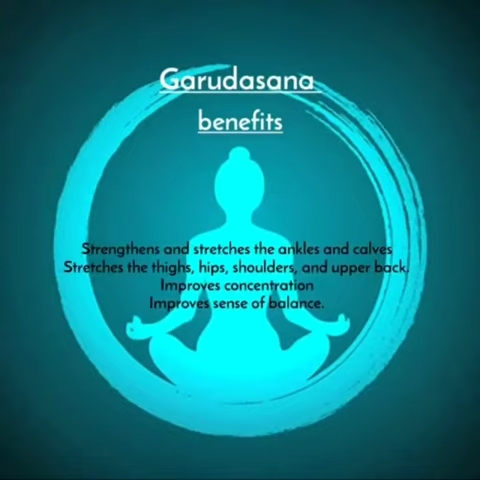 Garudasana
benefits
Strengthens and stretches the ankles and calves
Stretches the thighs, hips, shoulders, and upper back.
Improves concentration
Improves sense of balance.